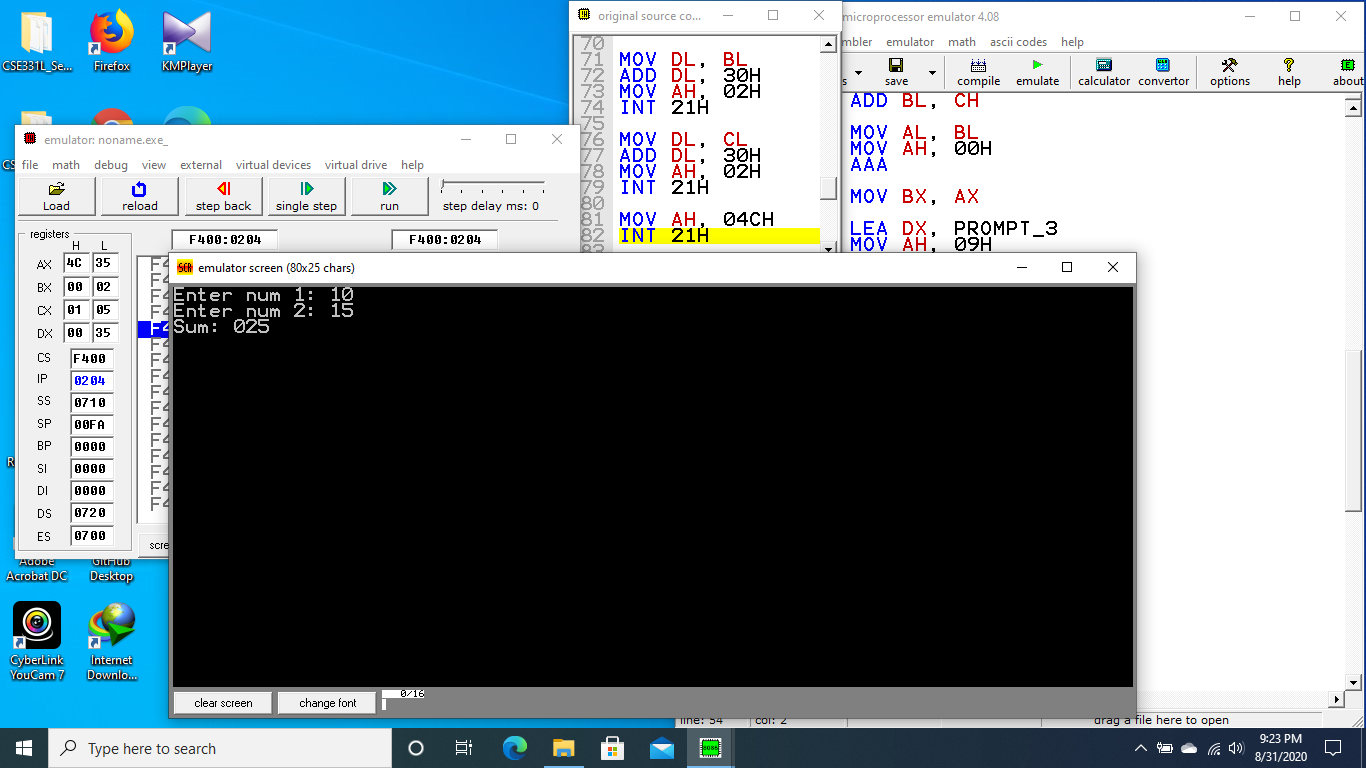 CSE331L_Se...
Firefox
KMPlayer
original source co...
70
71 MOV DL, BL
72 ADD DL, 30H
73 MOV AH, 02H
74 INT 21H
75
76 MOV DL, CL
77 ADD DL, 30H
78 MOV AH, 02H
79 INT 21H
80
81 MOV AH, 04CH
82 INT 21H
microprocessor emulator 4.08
mbler emulator math ascii codes help
save compile emulate calculator convertor options help about
ADD BL, CH
MOV AL, BL
MOV AH, 00H
AAA
MOV BX, AX
LEA DX, PROMPT_3
MOV AH, 09H
emulator: noname.exe_
file math debug view external virtual devices virtual drive help
Load reload step back single step run step delay ms: 0
registers F400:0204 F400:0204
H L
AX 4C 35
BX 00 02
CX 01 05
DX 00 35
CS F400
IP 0204
SS 0710
SP 00FA
BP 0000
SI 0000
DI 0000
DS 0720
ES 0700
scre
emulator screen (80x25 chars)
Enter num 1: 10
Enter num 2: 15
Sum: 025
clear screen change font 0/16
line: 54 col: 2 drag a file here to open
Adobe Acrobat DC
GitHub Desktop
CyberLink YouCam 7
Internet Downlo...
Type here to search
9:23 PM
8/31/2020